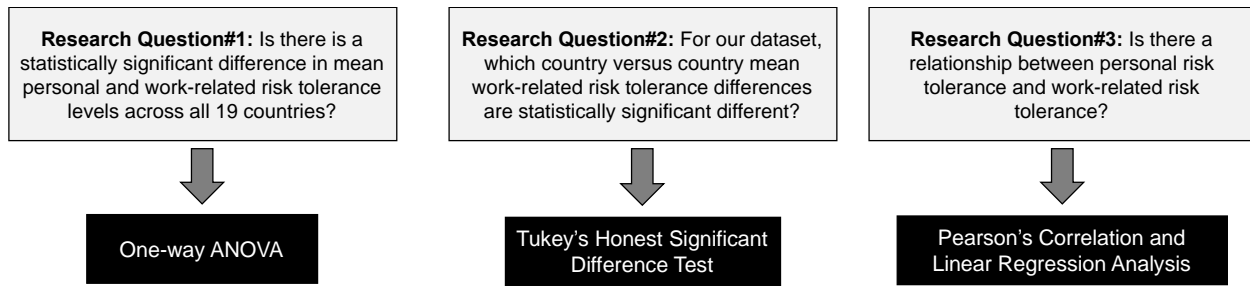 Research Question#1: Is there is a
statistically significant difference in mean
personal and work-related risk tolerance
levels across all 19 countries?
One-way ANOVA
Research Question#2: For our dataset,
which country versus country mean
work-related risk tolerance differences
are statistically significant different?
Tukey's Honest Significant
Difference Test
Research Question#3: Is there a
relationship between personal risk
tolerance and work-related risk
tolerance?
Pearson's Correlation and
Linear Regression Analysis